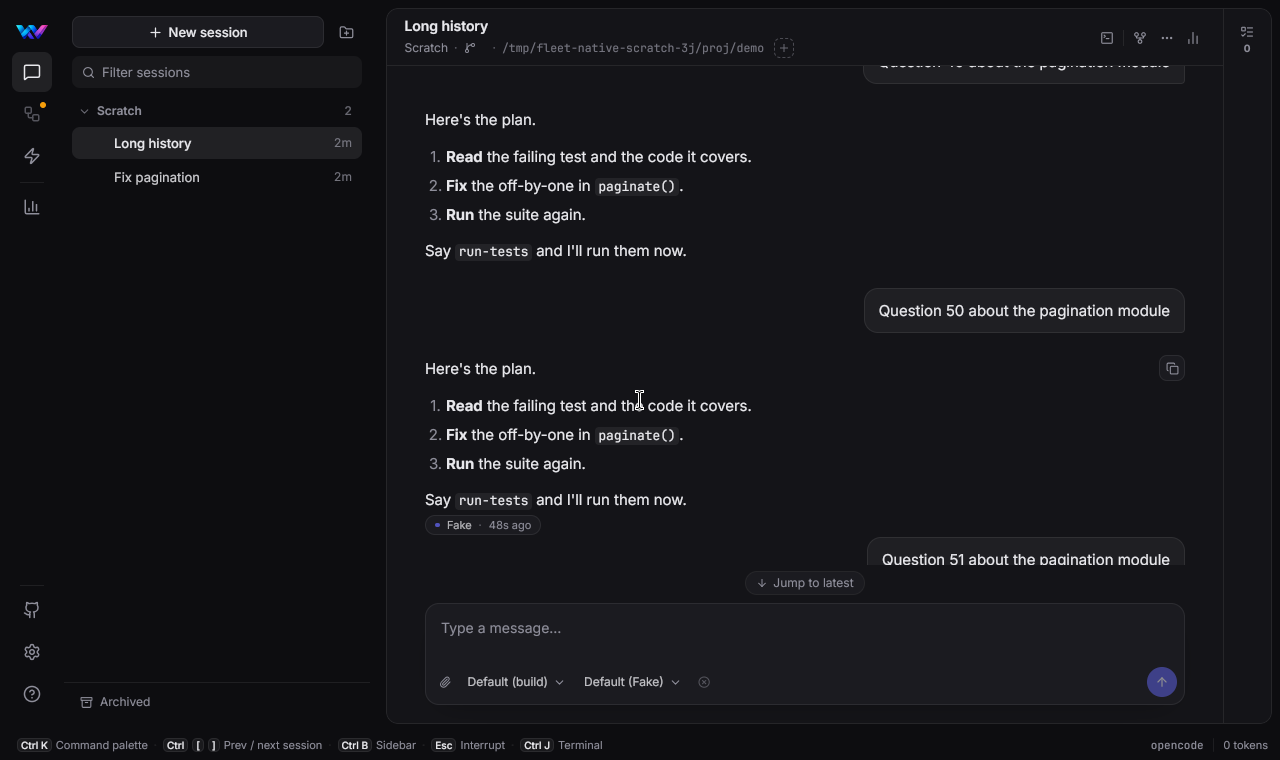 New session
Filter sessions
Scratch 2
Long history 2m
Fix pagination 2m
Archived
Long history
Scratch · · /tmp/fleet-native-scratch-3j/proj/demo
0
about the pagination module
Here's the plan.
1. Read the failing test and the code it covers.
2. Fix the off-by-one in paginate().
3. Run the suite again.
Say run-tests and I'll run them now.
Question 50 about the pagination module
Here's the plan.
1. Read the failing test and the code it covers.
2. Fix the off-by-one in paginate().
3. Run the suite again.
Say run-tests and I'll run them now.
Fake · 48s ago
Question 51 about the pagination module
Jump to latest
Type a message...
Default (build) Default (Fake)
Ctrl K Command palette · Ctrl [ ] Prev / next session · Ctrl B Sidebar · Esc Interrupt · Ctrl J Terminal
opencode 0 tokens